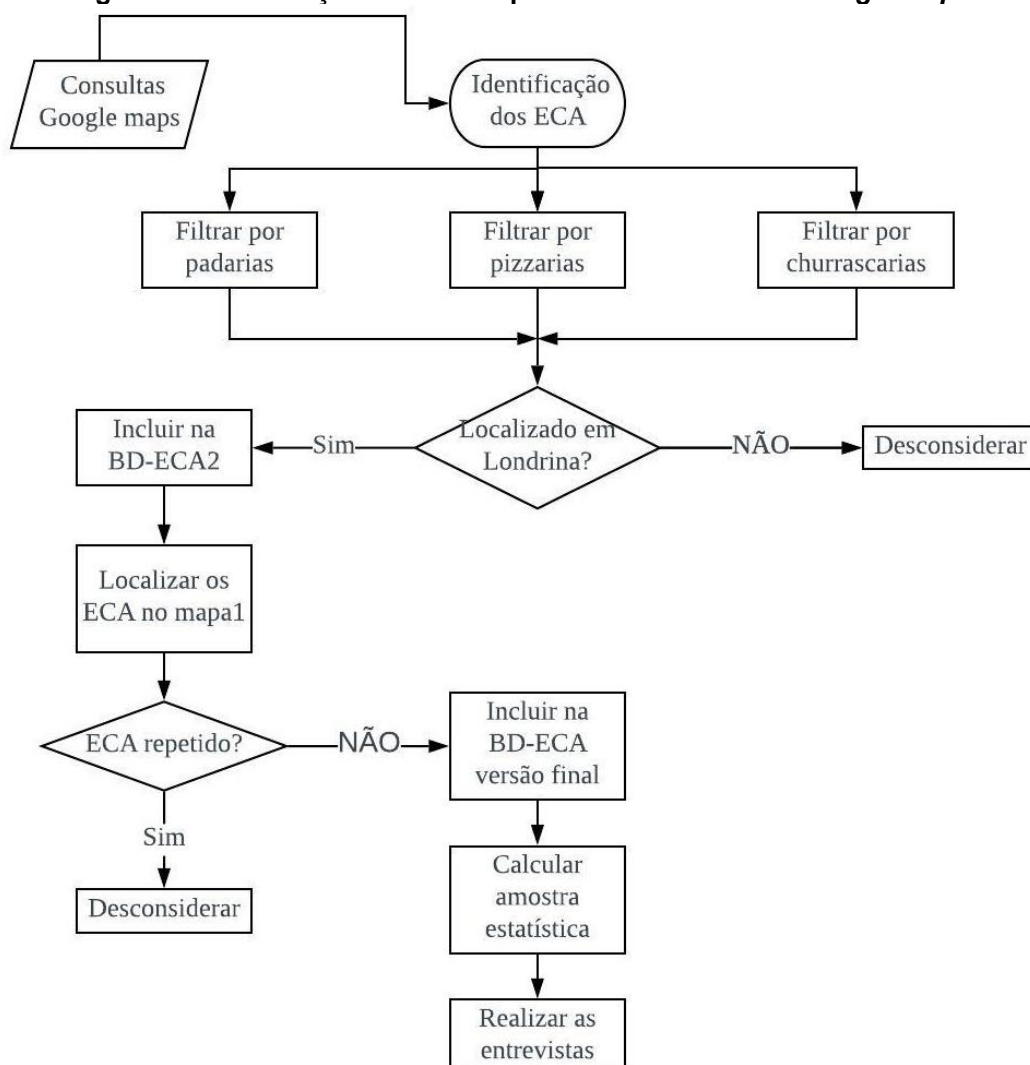 Consultas
Google maps
Identificação
dos ECA
Filtrar por
padarias
Filtrar por
pizzarias
Filtrar por
churrascarias
Localizado em
Londrina?
Sim
NÃO
Incluir na
BD-ECA2
Desconsiderar
Localizar os
ECA no mapa1
ECA repetido?
NÃO
Sim
Desconsiderar
Incluir na
BD-ECA
versão final
Calcular
amostra
estatística
Realizar as
entrevistas